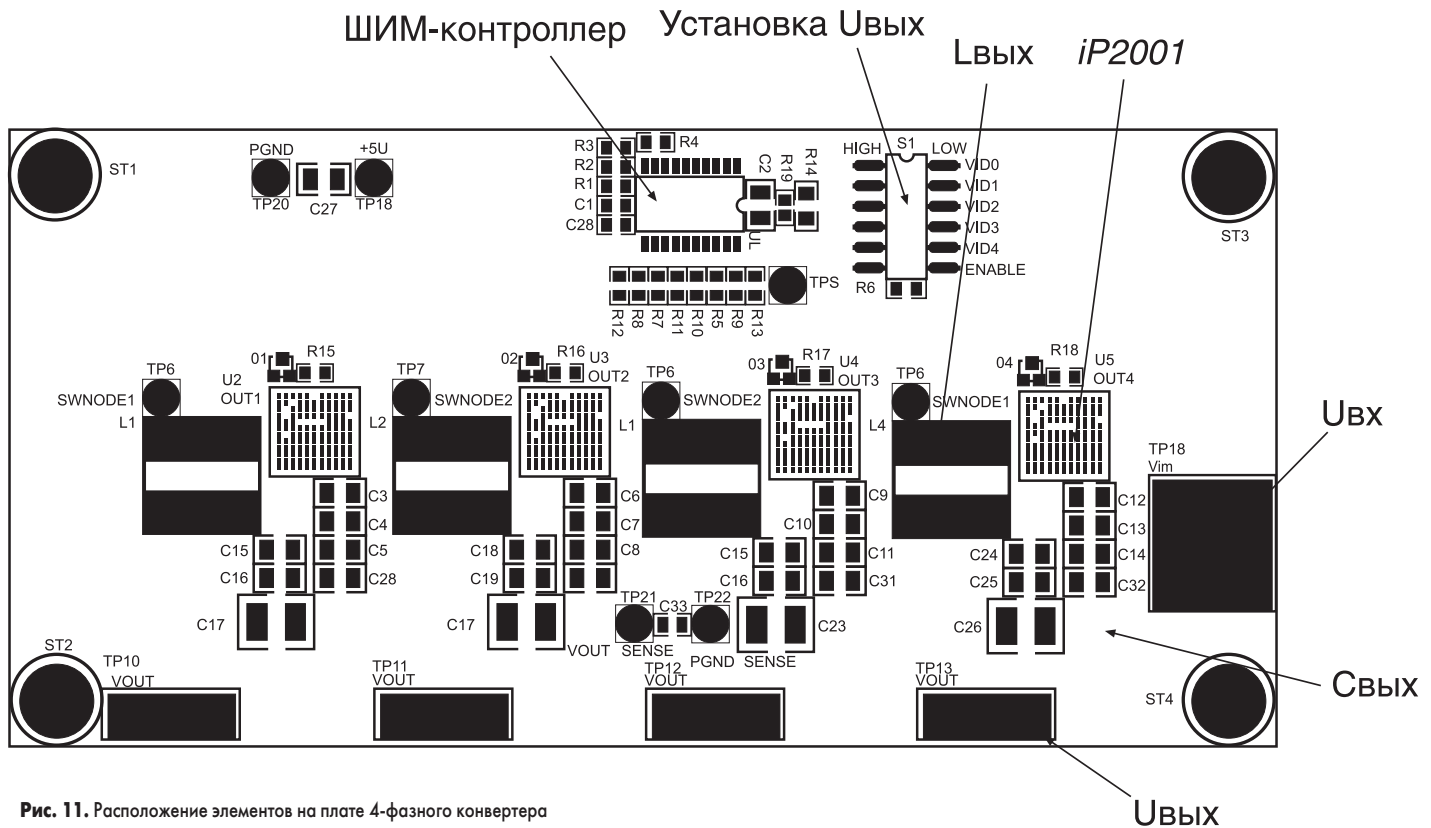 ШИМ-контроллер
Установка Uвых
Lвых
iP2001
ST1
PGND
+5U
TP20
C27
TP18
R3
R4
R2
R1
C1
C28
C2
R19
R14
UL
HIGH
S1
LOW
VID0
VID1
VID2
VID3
VID4
ENABLE
R6
ST3
TPS
R12
R8
R7
R11
R10
R5
R9
R13
TP6
SWNODE1
L1
U2
OUT1
01
R15
C3
C4
C5
C28
C15
C16
C17
TP7
SWNODE2
L2
02
R16
U3
OUT2
C6
C7
C8
C18
C19
C17
VOUT
TP6
SWNODE2
L1
03
R17
U4
OUT3
C9
C10
C11
C31
C15
C16
C23
TP21
C33
TP22
SENSE
PGND
SENSE
TP6
SWNODE1
L4
04
R18
U5
OUT4
C12
C13
C14
C32
C24
C25
C26
TP18
Vim
Uвх
ST2
TP10
VOUT
TP11
VOUT
TP12
VOUT
TP13
VOUT
ST4
Cвых
Uвых
Рис. 11. Расположение элементов на плате 4-фазного конвертера